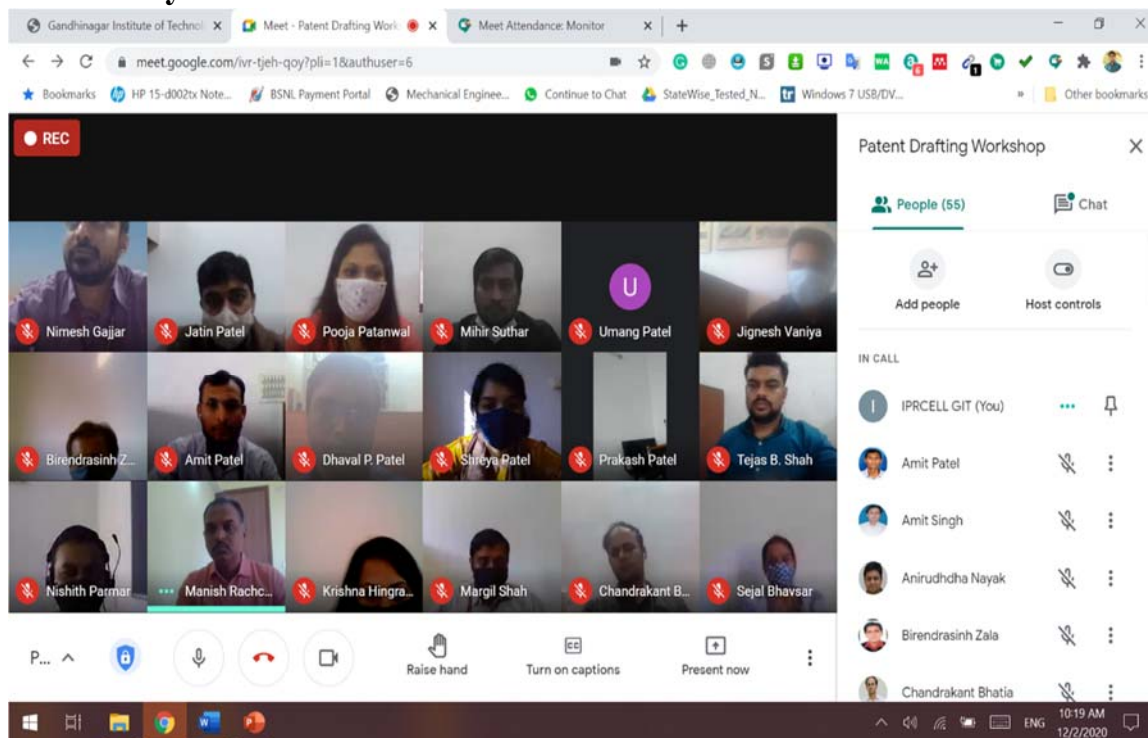 Gandhinagar Institute of Technol
Meet - Patent Drafting Work
Meet Attendance: Monitor
meet.google.com/ivr-tjeh-qoy?pli=1&authuser=6
Bookmarks
HP 15-d002tx Note...
BSNL Payment Portal
Mechanical Enginee...
Continue to Chat
StateWise_Tested_N...
Windows 7 USB/DV...
Other bookmarks
REC
Patent Drafting Workshop
People (55)
Chat
Add people
Host controls
IN CALL
IPRCELL GIT (You)
Amit Patel
Amit Singh
Anirudhdha Nayak
Birendrasinh Zala
Chandrakant Bhatia
Nimesh Gajjar
Jatin Patel
Pooja Patanwal
Mihir Suthar
U
Umang Patel
Jignesh Vaniya
Birendrasinh Z...
Amit Patel
Dhaval P. Patel
Shreya Patel
Prakash Patel
Tejas B. Shah
Nishith Parmar
Manish Rachc...
Krishna Hingra...
Margil Shah
Chandrakant B...
Sejal Bhavsar
P...
Raise hand
Turn on captions
Present now
ENG
10:19 AM
12/2/2020